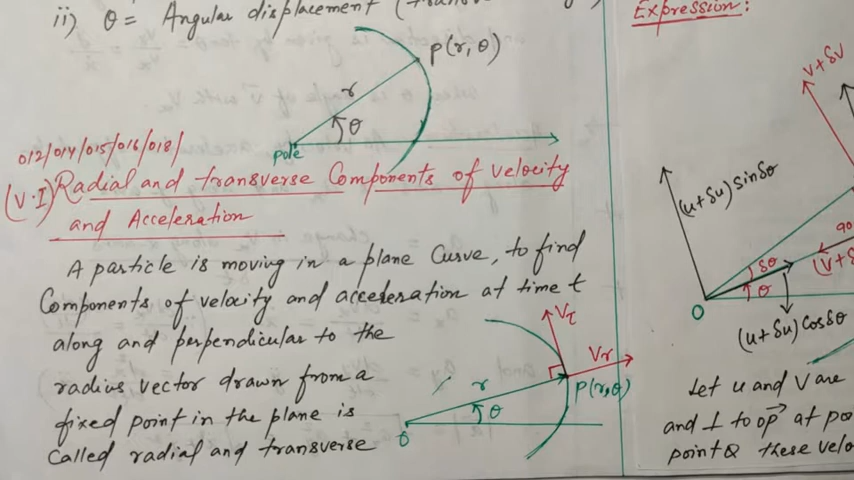 ii) θ = Angular displacement
P(r, θ)
r
θ
pole
012/014/015/016/018/
(V.I) Radial and transverse Components of velocity
and Acceleration
A particle is moving in a plane Curve, to find
Components of velocity and acceleration at time t
along and perpendicular to the
radius vector drawn from a
fixed point in the plane is
Called radial and transverse
Vτ
Vr
r
θ
P(r,θ)
O
Expression:
V+δV
(u+δu) sinδθ
90
δθ
θ
O
(u+δu) cosδθ
Let u and V are
and ⊥ to OP at po
point Q these velo